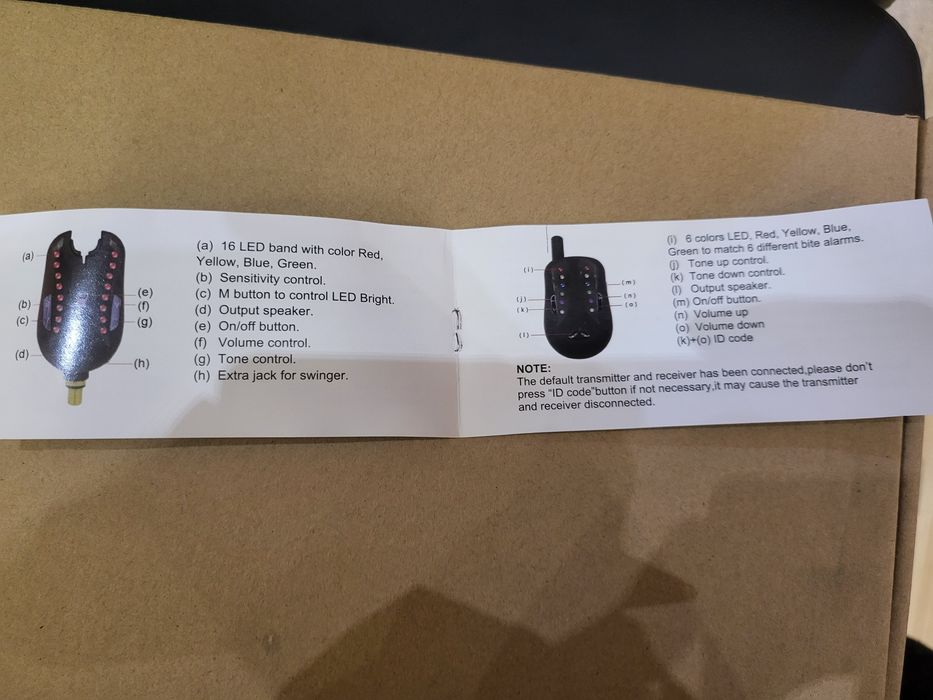 (a)
(b)
(c)
(d)
(e)
(f)
(g)
(h)
(a) 16 LED band with color Red,
Yellow, Blue, Green.
(b) Sensitivity control.
(c) M button to control LED Bright.
(d) Output speaker.
(e) On/off button.
(f) Volume control.
(g) Tone control.
(h) Extra jack for swinger.
(i)
(j)
(k)
(l)
(m)
(n)
(o)
(i) 6 colors LED, Red, Yellow, Blue,
Green to match 6 different bite alarms.
(j) Tone up control.
(k) Tone down control.
(l) Output speaker.
(m) On/off button.
(n) Volume up
(o) Volume down
(k)+(o) ID code
NOTE:
The default transmitter and receiver has been connected,please don't
press "ID code"button if not necessary,it may cause the transmitter
and receiver disconnected.